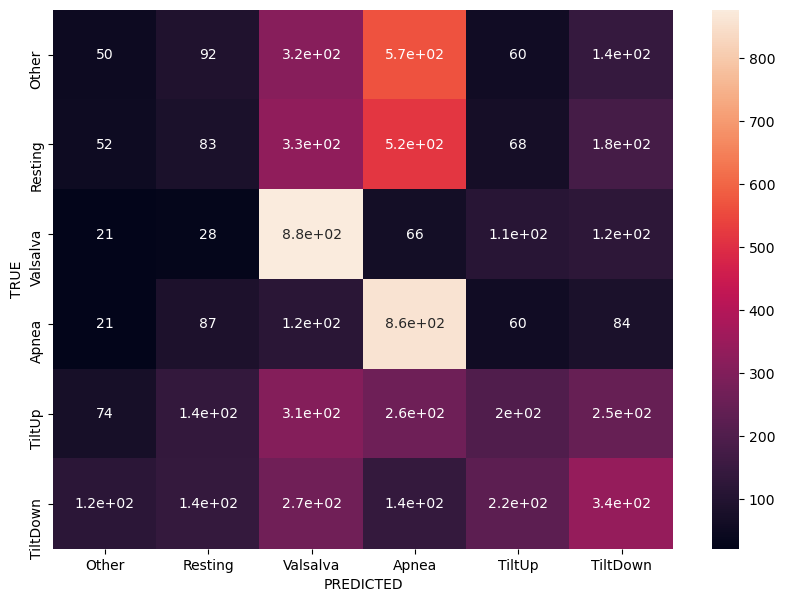 Other 50 92 3.2e+02 5.7e+02 60 1.4e+02
Resting 52 83 3.3e+02 5.2e+02 68 1.8e+02
Valsalva 21 28 8.8e+02 66 1.1e+02 1.2e+02
Apnea 21 87 1.2e+02 8.6e+02 60 84
TiltUp 74 1.4e+02 3.1e+02 2.6e+02 2e+02 2.5e+02
TiltDown 1.2e+02 1.4e+02 2.7e+02 1.4e+02 2.2e+02 3.4e+02
TRUE
Other Resting Valsalva Apnea TiltUp TiltDown
PREDICTED
800
700
600
500
400
300
200
100